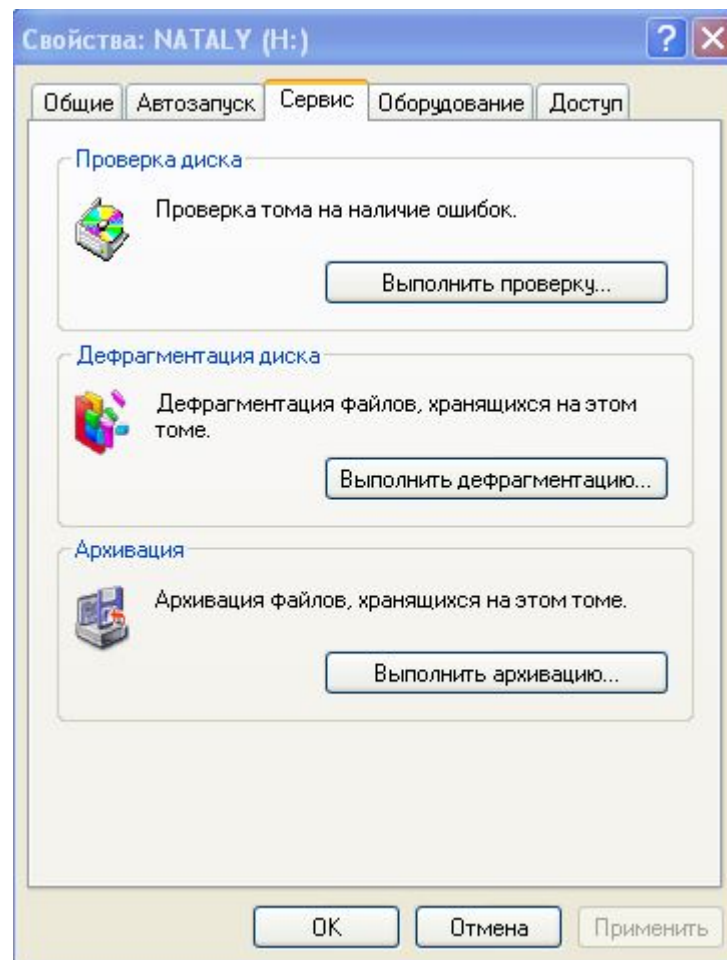 Свойства: NATALY (H:)
Общие Автозапуск Сервис Оборудование Доступ
Проверка диска
Проверка тома на наличие ошибок.
Выполнить проверку...
Дефрагментация диска
Дефрагментация файлов, хранящихся на этом
томе.
Выполнить дефрагментацию...
Архивация
Архивация файлов, хранящихся на этом томе.
Выполнить архивацию...
OK Отмена Применить